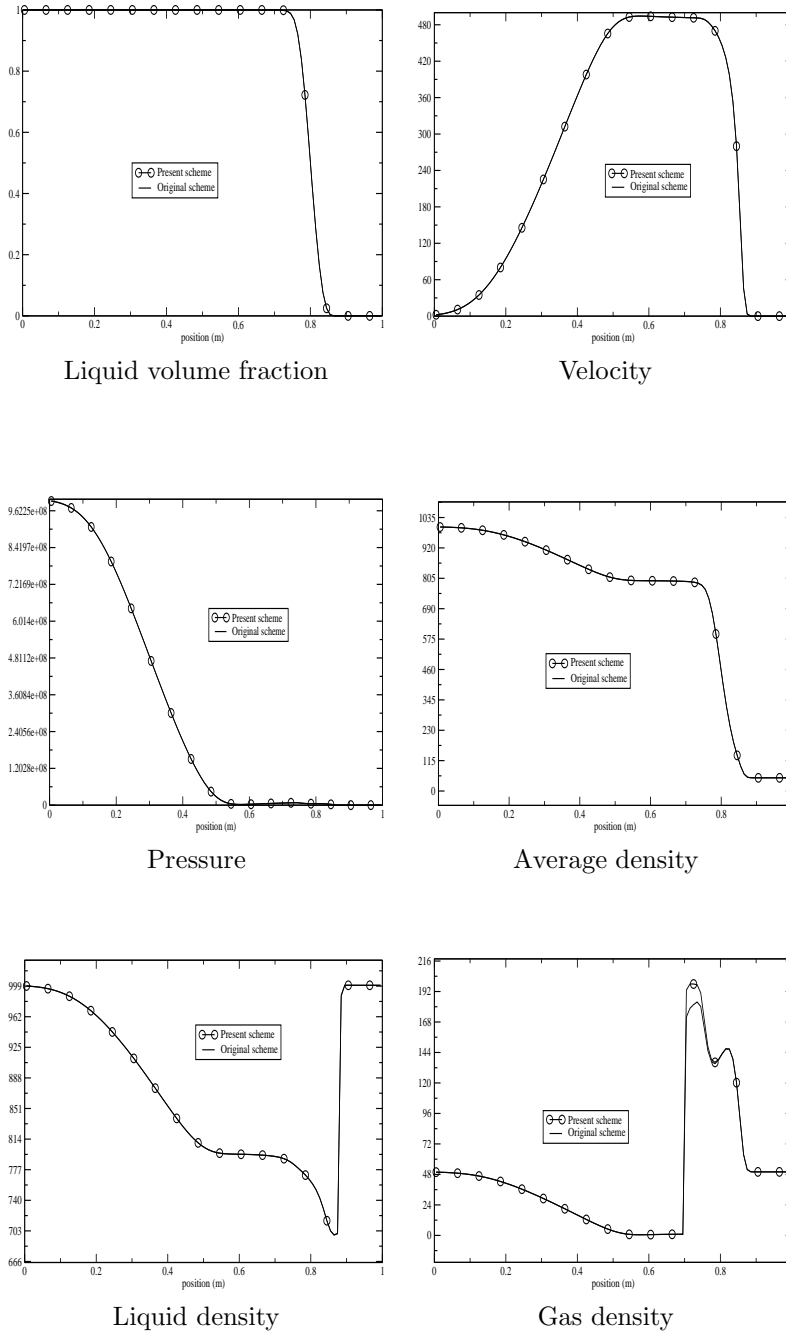 1
0.8
0.6
0.4
0.2
0
0 0.2 0.4 0.6 0.8 1
position (m)
Present scheme
Original scheme
Liquid volume fraction
480
420
360
300
240
180
120
60
0
0 0.2 0.4 0.6 0.8
position (m)
Present scheme
Original scheme
Velocity
9.6225e+08
8.4197e+08
7.2169e+08
6.014e+08
4.8112e+08
3.6084e+08
2.4056e+08
1.2028e+08
0
0 0.2 0.4 0.6 0.8 1
position (m)
Present scheme
Original scheme
Pressure
1035
920
805
690
575
460
345
230
115
0
0 0.2 0.4 0.6 0.8
position (m)
Present scheme
Original scheme
Average density
999
962
925
888
851
814
777
740
703
666
0 0.2 0.4 0.6 0.8 1
position (m)
Present scheme
Original scheme
Liquid density
216
192
168
144
120
96
72
48
24
0
0 0.2 0.4 0.6 0.8
position (m)
Present scheme
Original scheme
Gas density